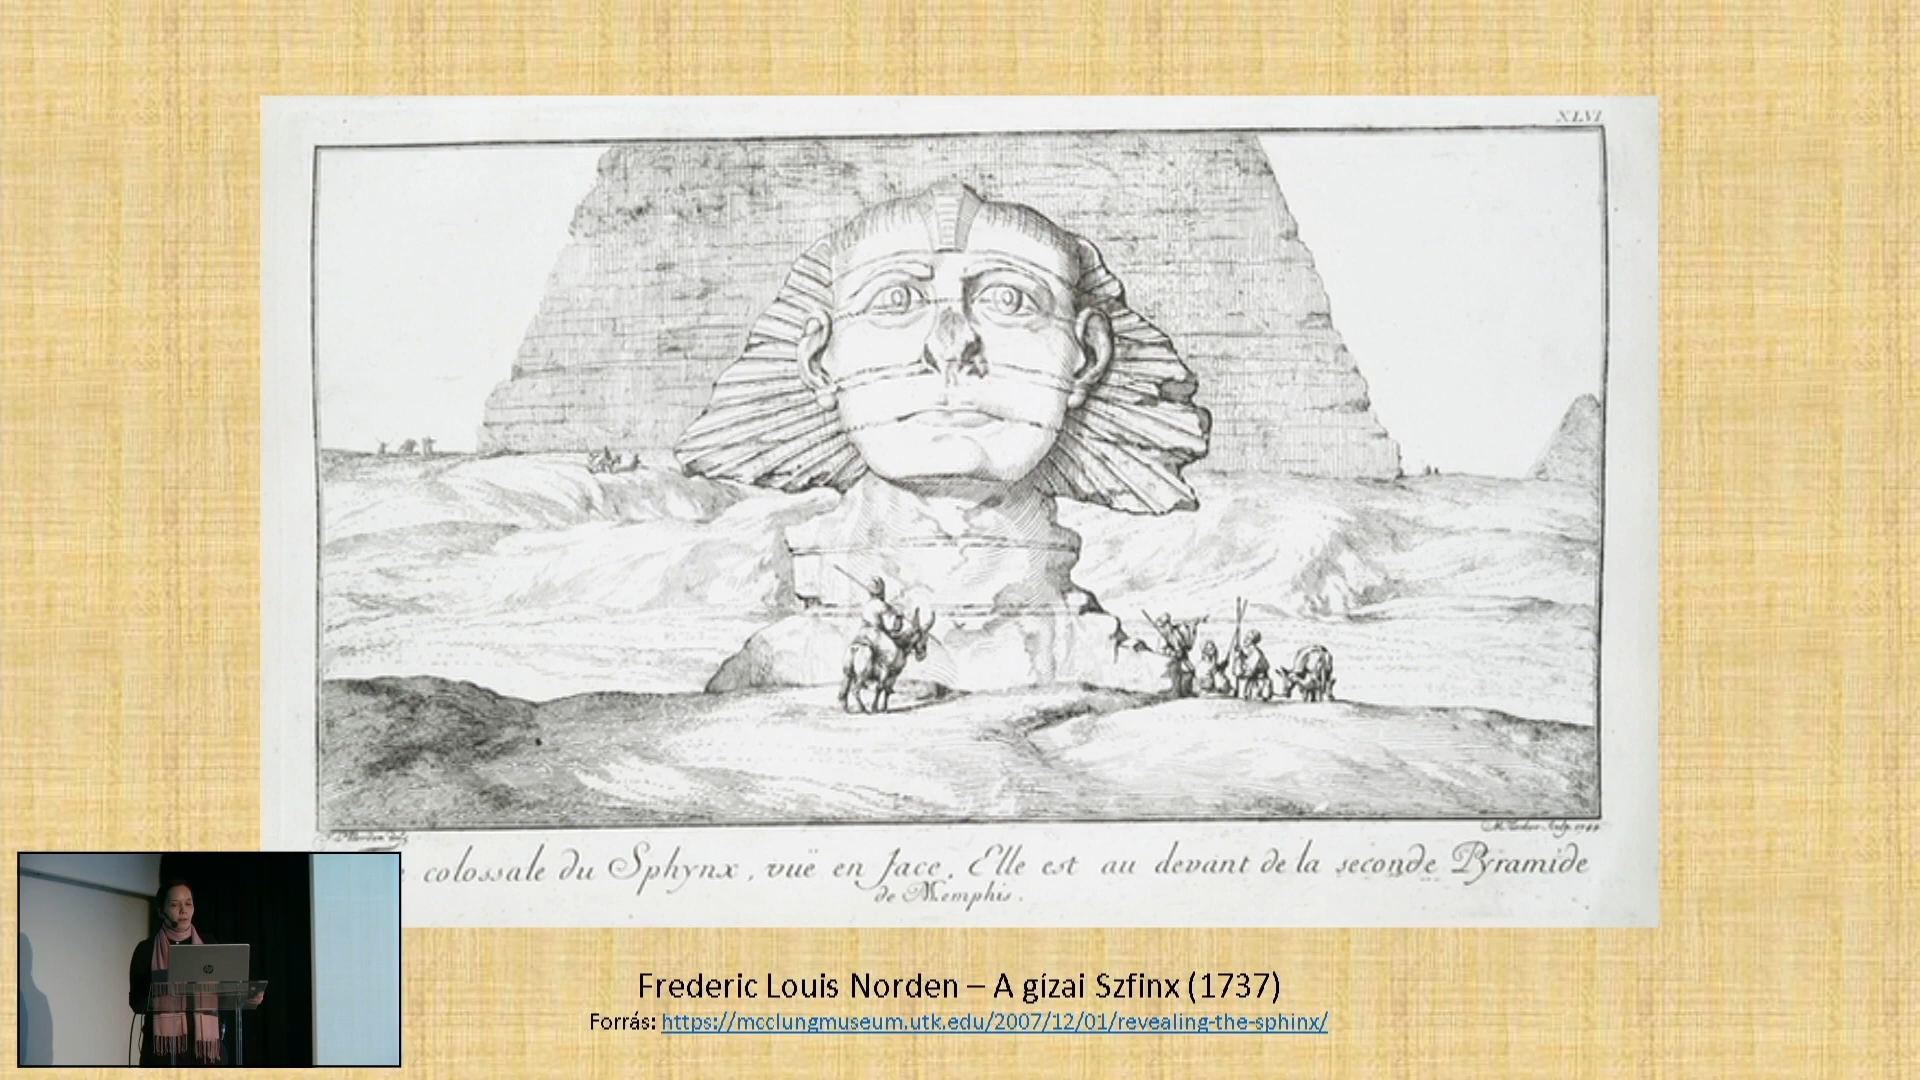 XLVI
colossale du Sphynx, vuë en face, Elle est au devant de la seconde Pyramide
de Memphis.
Frederic Louis Norden – A gízai Szfinx (1737)
Forrás: https://mcclungmuseum.utk.edu/2007/12/01/revealing-the-sphinx/